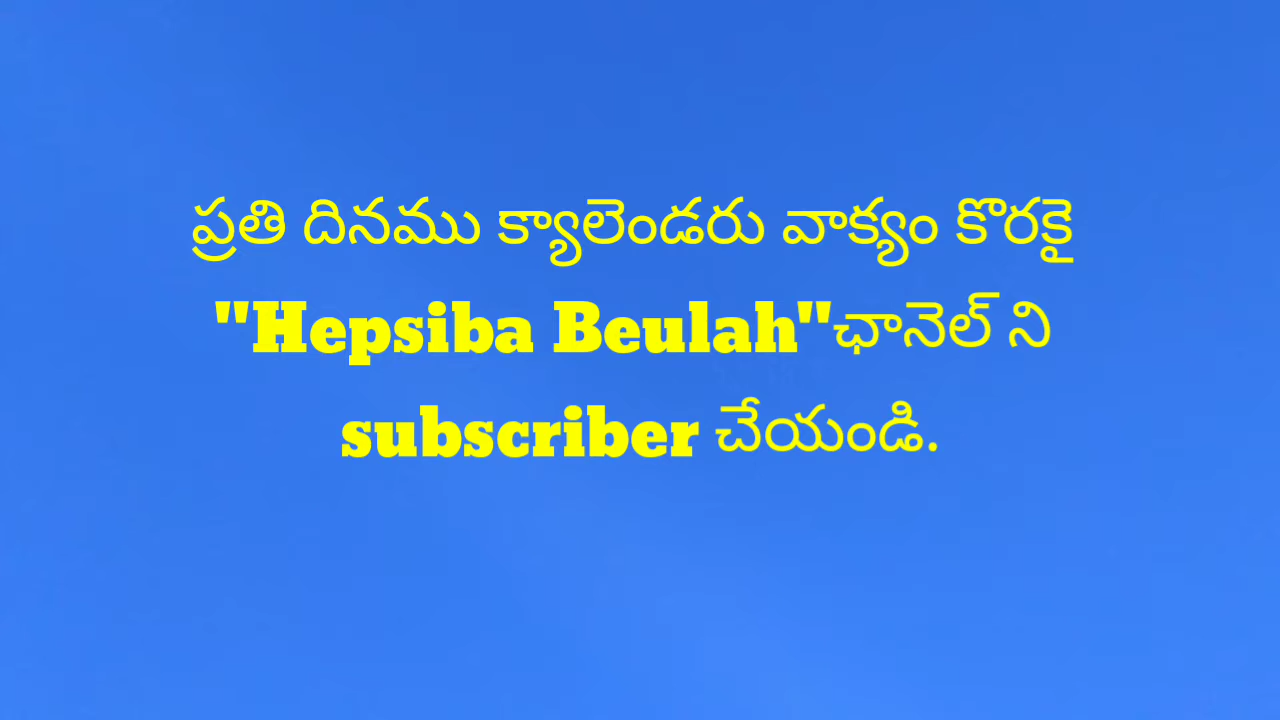 ప్రతి దినము క్యాలెండరు వాక్యం కొరకై
"Hepsiba Beulah"ఛానెల్ ని
subscriber చేయండి.